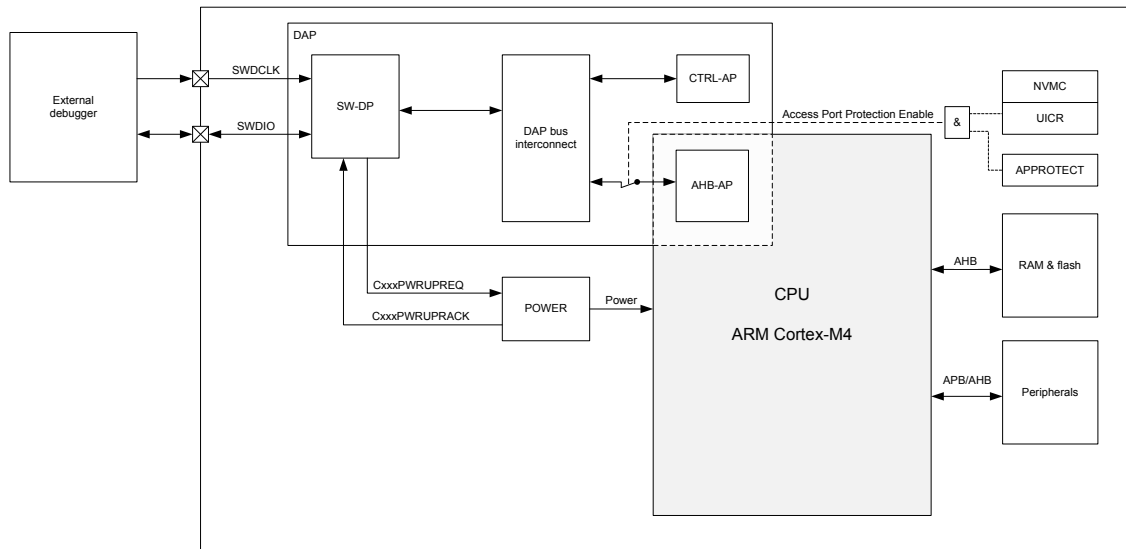 DAP
External
debugger
SWDCLK
SWDIO
SW-DP
DAP bus
interconnect
CTRL-AP
AHB-AP
Access Port Protection Enable
&
NVMC
UICR
APPROTECT
CxxxPWRUPREQ
CxxxPWRUPRACK
POWER
Power
CPU
ARM Cortex-M4
AHB
RAM & flash
APB/AHB
Peripherals